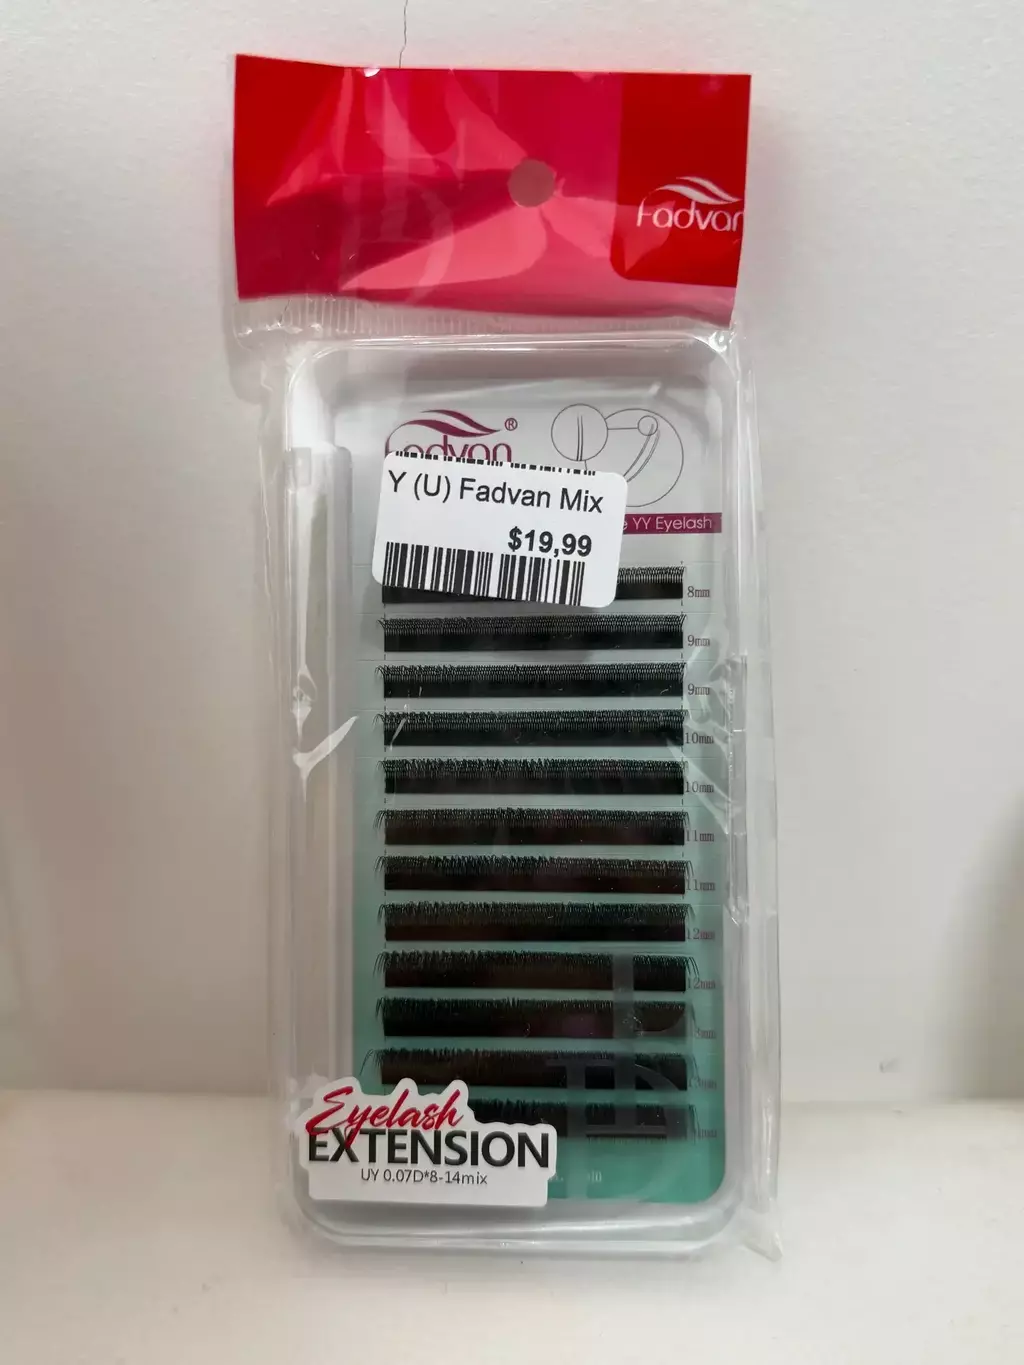 Fadvan
Fadvan®
Y (U) Fadvan Mix
$19,99
YY Eyelash
8mm
9mm
9mm
10mm
10mm
11mm
11mm
12mm
12mm
Eyelash
EXTENSION
UY 0.07D*8-14mix